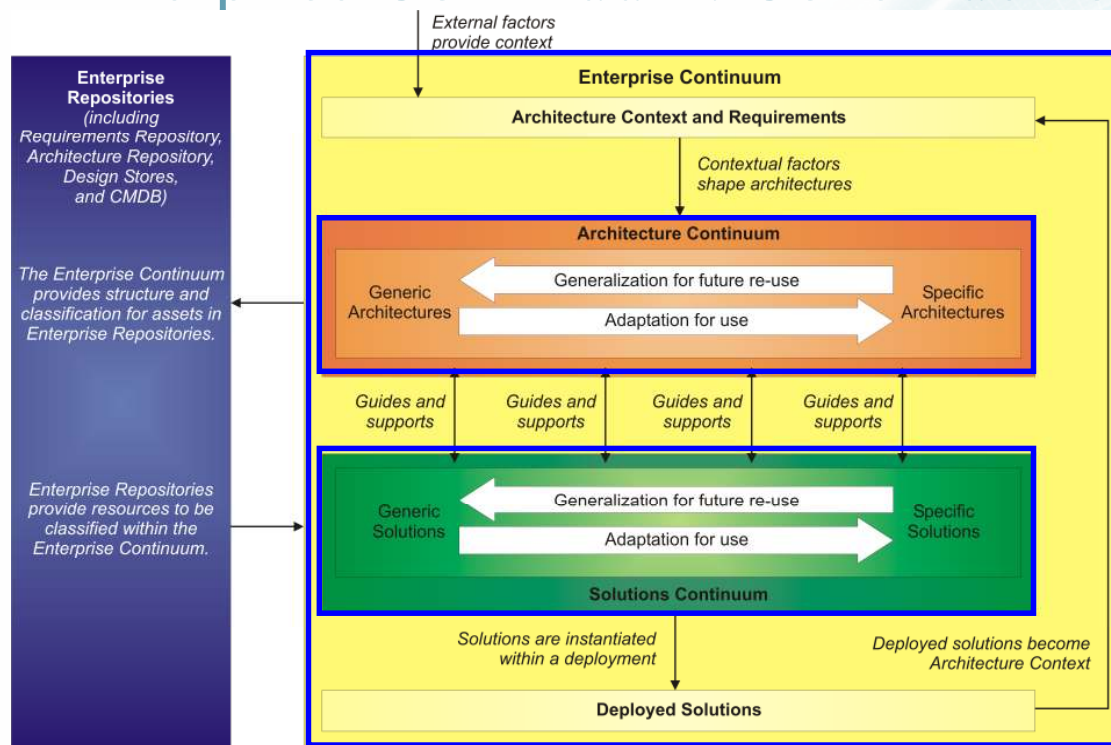 External factors
provide context
Enterprise
Repositories
(including
Requirements Repository,
Architecture Repository,
Design Stores,
and CMDB)
The Enterprise Continuum
provides structure and
classification for assets in
Enterprise Repositories.
Enterprise Repositories
provide resources to be
classified within the
Enterprise Continuum.
Enterprise Continuum
Architecture Context and Requirements
Contextual factors
shape architectures
Architecture Continuum
Generic
Architectures
Generalization for future re-use
Adaptation for use
Specific
Architectures
Guides and
supports
Guides and
supports
Guides and
supports
Guides and
supports
Generic
Solutions
Generalization for future re-use
Adaptation for use
Specific
Solutions
Solutions Continuum
Solutions are instantiated
within a deployment
Deployed solutions become
Architecture Context
Deployed Solutions